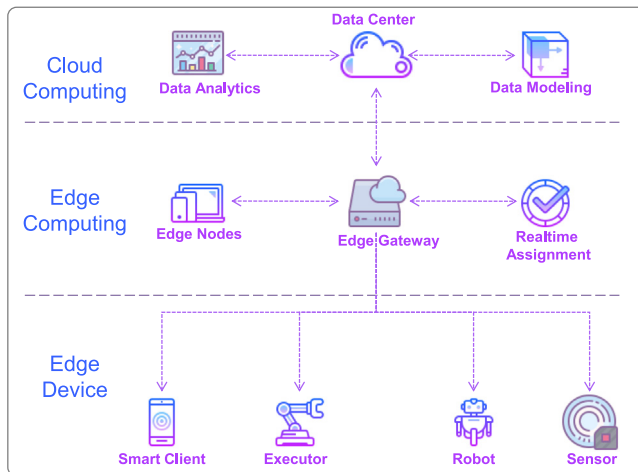 Data Center
Cloud
Computing
Data Analytics
Data Modeling
Edge
Computing
Edge Nodes
Edge Gateway
Realtime
Assignment
Edge
Device
Smart Client
Executor
Robot
Sensor